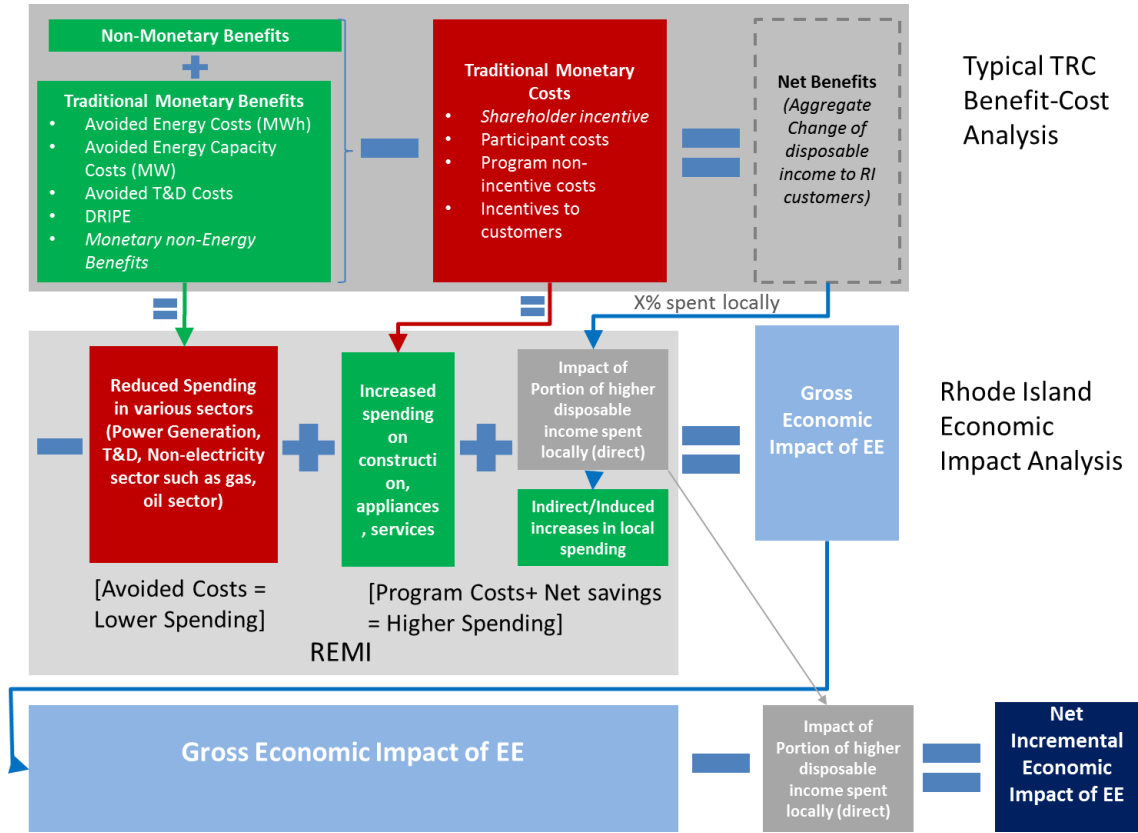 Non-Monetary Benefits
Traditional Monetary Benefits
• Avoided Energy Costs (MWh)
• Avoided Energy Capacity
Costs (MW)
• Avoided T&D Costs
• DRIPE
• Monetary non-Energy
Benefits
Traditional Monetary
Costs
• Shareholder incentive
• Participant costs
• Program non-
incentive costs
• Incentives to
customers
Net Benefits
(Aggregate
Change of
disposable
income to RI
customers)
Typical TRC
Benefit-Cost
Analysis
X% spent locally
Reduced Spending
in various sectors
(Power Generation,
T&D, Non-electricity
sector such as gas,
oil sector)
Increased
spending
on
constructi
on,
appliances
, services
Impact of
Portion of higher
disposable
income spent
locally (direct)
Indirect/Induced
increases in local
spending
Gross
Economic
Impact of EE
Rhode Island
Economic
Impact Analysis
[Avoided Costs =
Lower Spending]
[Program Costs+ Net savings
= Higher Spending]
REMI
Gross Economic Impact of EE
Impact of
Portion of higher
disposable
income spent
locally (direct)
Net
Incremental
Economic
Impact of EE